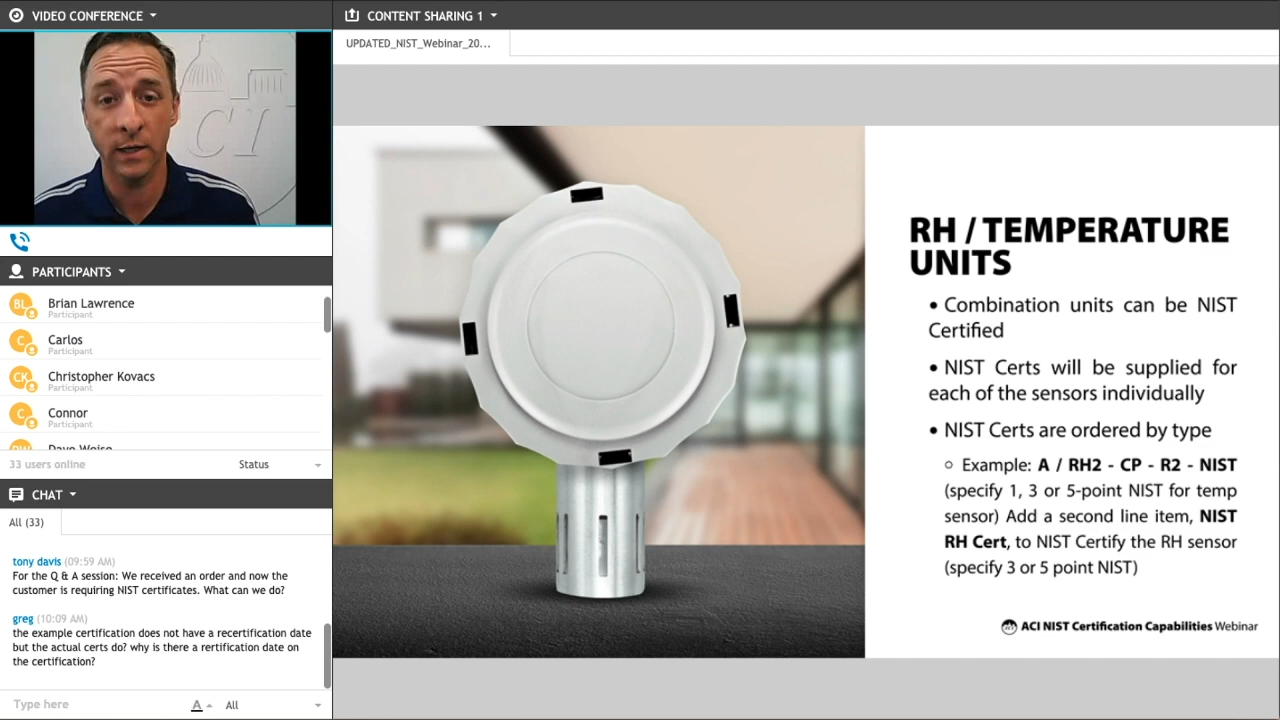 VIDEO CONFERENCE
CI
PARTICIPANTS
BL
Brian Lawrence
Participant
C
Carlos
Participant
CK
Christopher Kovacs
Participant
C
Connor
Participant
33 users online
Status
CHAT
All (33)
tony davis (09:59 AM)
For the Q & A session: We received an order and now the
customer is requiring NIST certificates. What can we do?
greg (10:09 AM)
the example certification does not have a recertification date
but the actual certs do? why is there a rertification date on
the certification?
Type here
A
All
CONTENT SHARING 1
UPDATED_NIST_Webinar_20...
RH / TEMPERATURE
UNITS
• Combination units can be NIST
Certified
• NIST Certs will be supplied for
each of the sensors individually
• NIST Certs are ordered by type
○ Example: A / RH2 - CP - R2 - NIST
(specify 1, 3 or 5-point NIST for temp
sensor) Add a second line item, NIST
RH Cert, to NIST Certify the RH sensor
(specify 3 or 5 point NIST)
ACI NIST Certification Capabilities Webinar